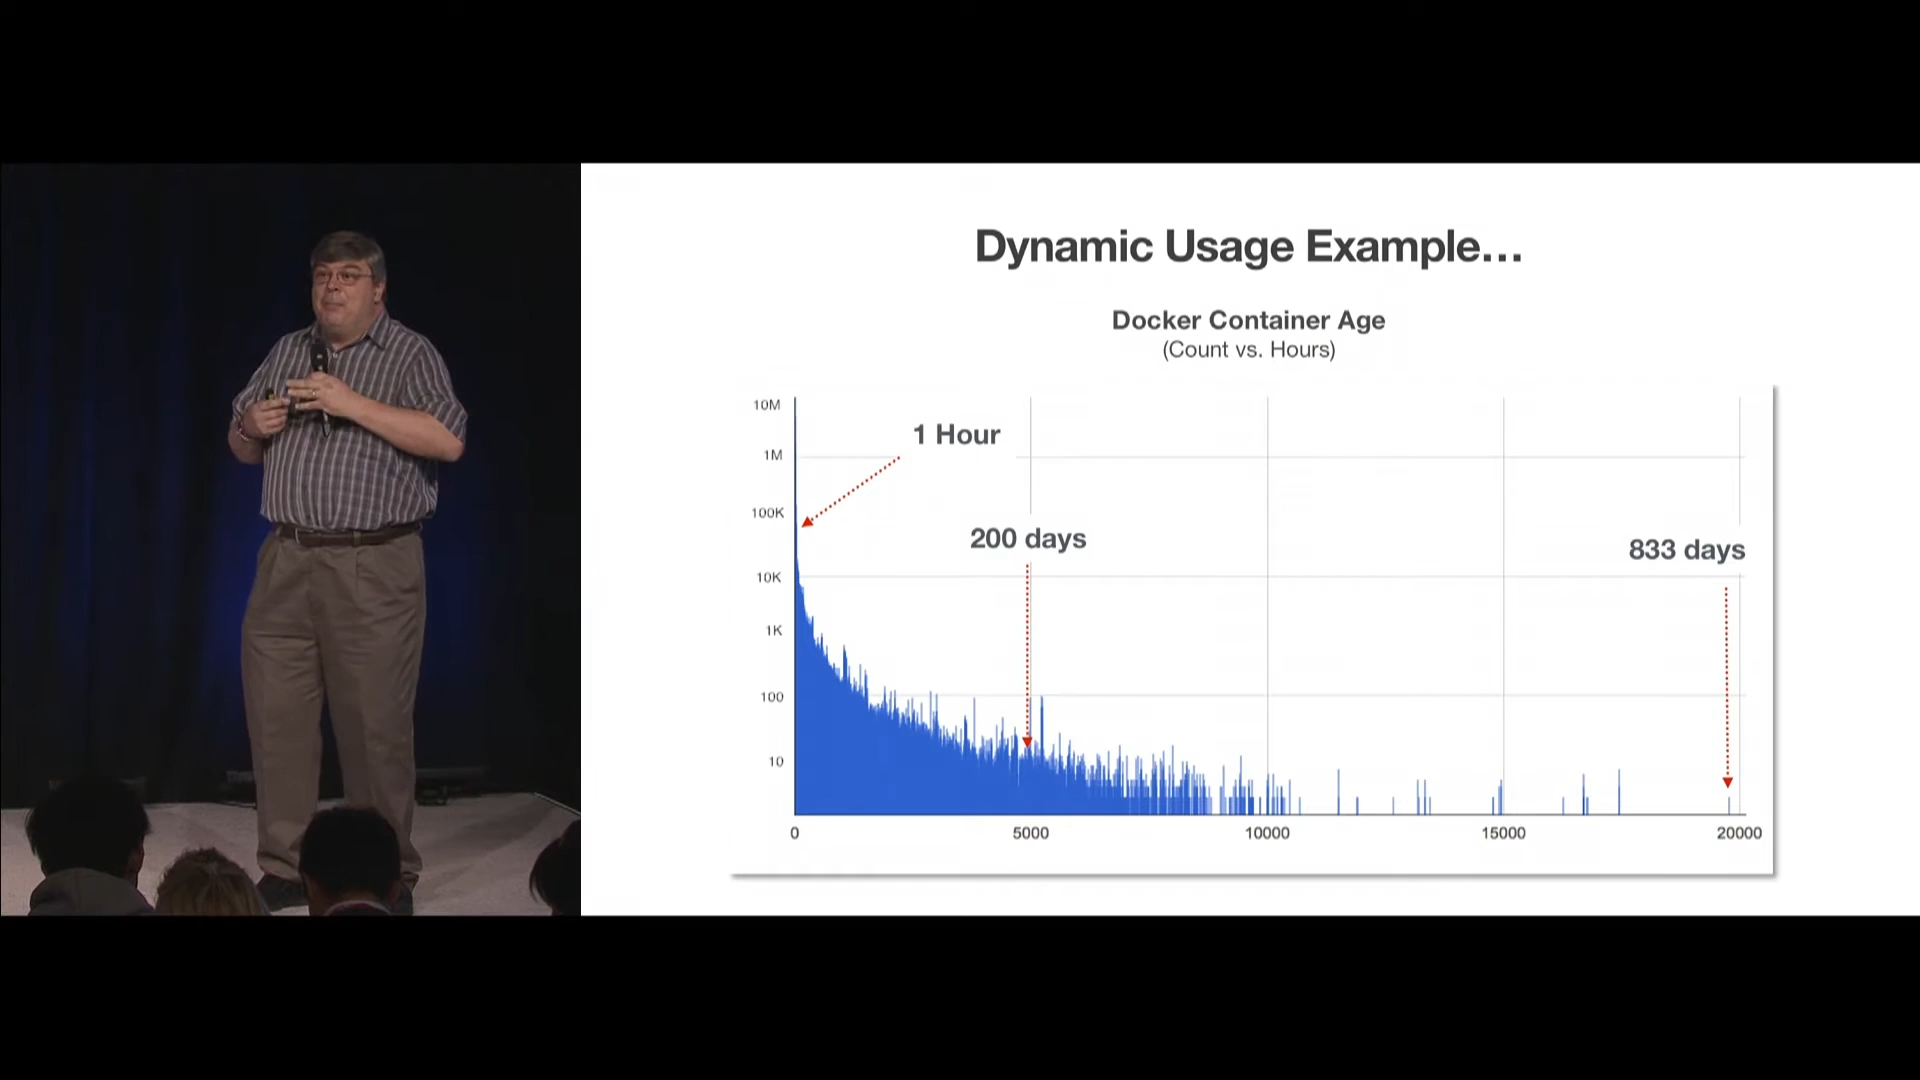 Dynamic Usage Example...
Docker Container Age
(Count vs. Hours)
10M
1M
100K
10K
1K
100
10
1 Hour
200 days
833 days
0
5000
10000
15000
20000